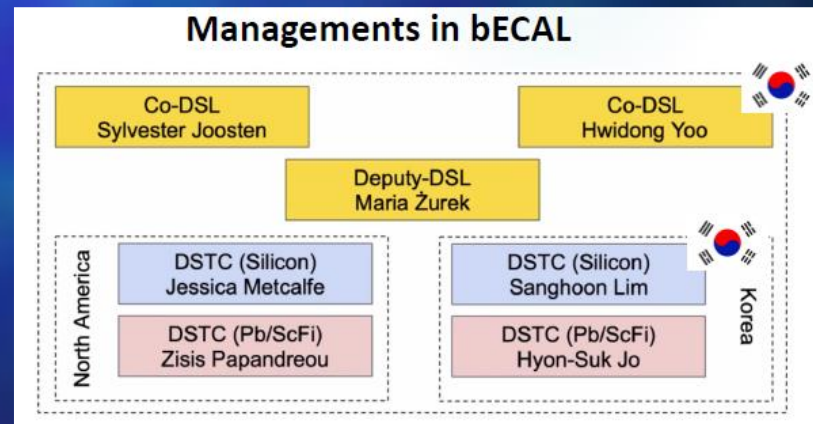 Managements in bECAL
Co-DSL
Sylvester Joosten
Co-DSL
Hwidong Yoo
Deputy-DSL
Maria Żurek
North America
DSTC (Silicon)
Jessica Metcalfe
DSTC (Pb/ScFi)
Zisis Papandreou
DSTC (Silicon)
Sanghoon Lim
DSTC (Pb/ScFi)
Hyon-Suk Jo
Korea